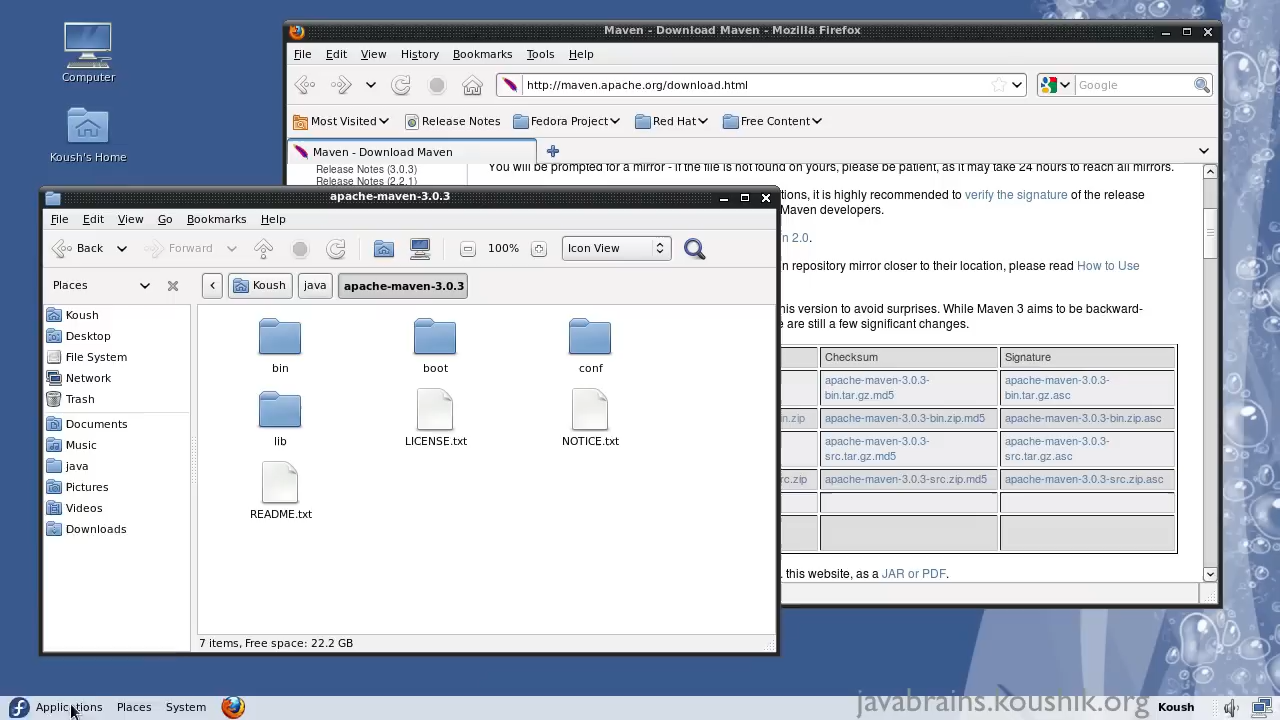 Computer
Koush's Home
Maven - Download Maven - Mozilla Firefox
File Edit View History Bookmarks Tools Help
http://maven.apache.org/download.html
Google
Most Visited Release Notes Fedora Project Red Hat Free Content
Maven - Download Maven
Release Notes (3.0.3)
Release Notes (2.2.1)
You will be prompted for a mirror - if the file is not found on yours, please be patient, as it may take 24 hours to reach all mirrors.
tions, it is highly recommended to verify the signature of the release
Maven developers.
n 2.0.
n repository mirror closer to their location, please read How to Use
his version to avoid surprises. While Maven 3 aims to be backward-
e are still a few significant changes.
Checksum Signature
apache-maven-3.0.3-
bin.tar.gz.md5
apache-maven-3.0.3-
bin.tar.gz.asc
in.zip apache-maven-3.0.3-bin.zip.md5 apache-maven-3.0.3-bin.zip.asc
apache-maven-3.0.3-
src.tar.gz.md5
apache-maven-3.0.3-
src.tar.gz.asc
rc.zip apache-maven-3.0.3-src.zip.md5 apache-maven-3.0.3-src.zip.asc
this website, as a JAR or PDF.
apache-maven-3.0.3
File Edit View Go Bookmarks Help
Back Forward 100% Icon View
Places
Koush java apache-maven-3.0.3
Koush
Desktop
File System
Network
Trash
Documents
Music
java
Pictures
Videos
Downloads
bin boot conf
lib LICENSE.txt NOTICE.txt
README.txt
7 items, Free space: 22.2 GB
Applications Places System
javabrains.koushik.org
Koush